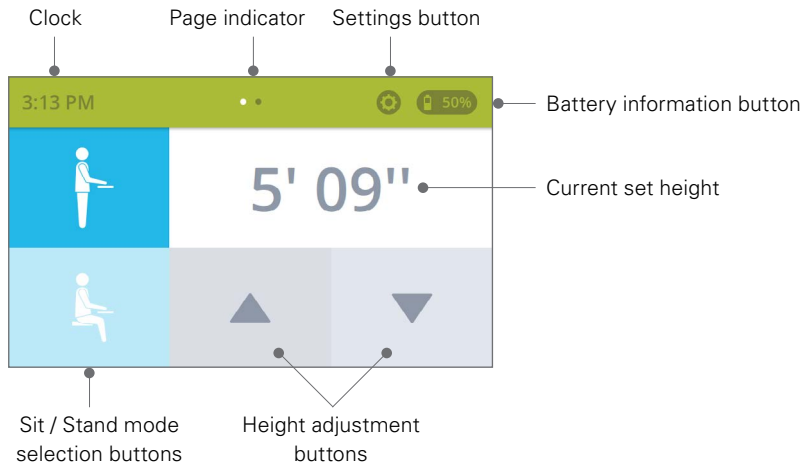 Clock
Page indicator
Settings button
3:13 PM
50%
Battery information button
5' 09''
Current set height
Sit / Stand mode
selection buttons
Height adjustment
buttons